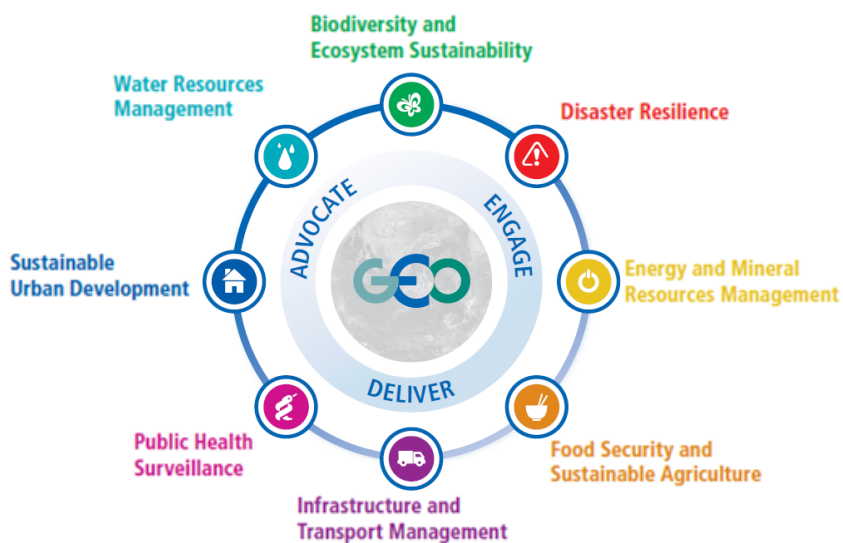 Biodiversity and
Ecosystem Sustainability
Water Resources
Management
Disaster Resilience
ADVOCATE
ENGAGE
GEO
Sustainable
Urban Development
Energy and Mineral
Resources Management
DELIVER
Public Health
Surveillance
Food Security and
Sustainable Agriculture
Infrastructure and
Transport Management